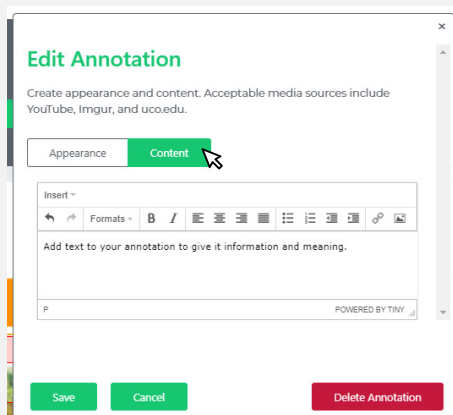 ×
Edit Annotation
Create appearance and content. Acceptable media sources include
YouTube, Imgur, and uco.edu.
Appearance Content
Insert
Formats B I
Add text to your annotation to give it information and meaning.
P POWERED BY TINY
Save Cancel Delete Annotation